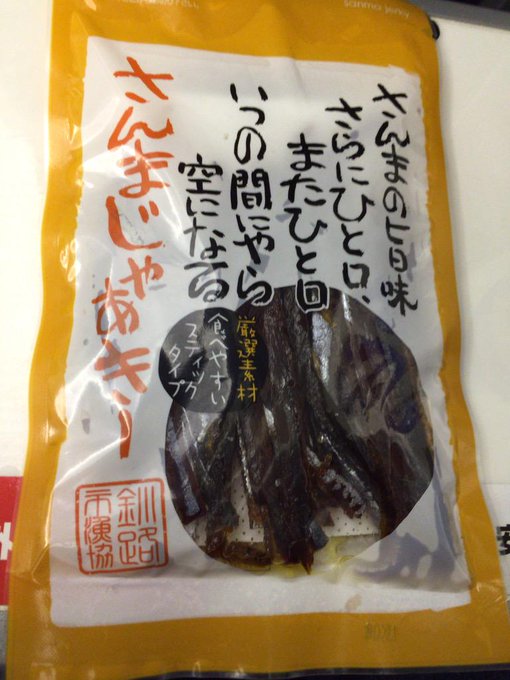 sanma jerky
さんまの旨味
さらにひと口、
またひと口
いつの間にやら
空になる
さんまじゃあきー
厳選素材
食べやすい
スティック
タイプ
釧路
市漁協